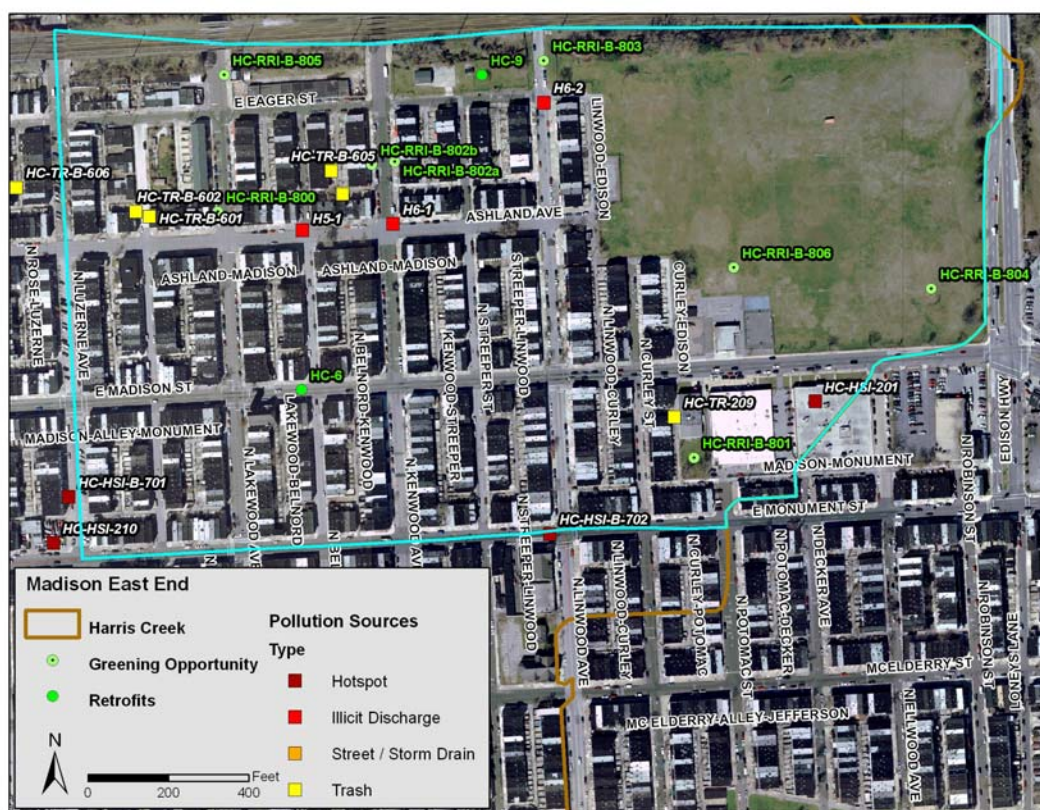 HC-RRI-B-805
HC-9
HC-RRI-B-803
E EAGER ST
H6-2
LINWOOD-EDISON
HC-TR-B-606
HC-TR-B-605
HC-RRI-B-802b
HC-RRI-B-802a
HC-TR-B-602
HC-RRI-B-800
HC-TR-B-601
H5-1
H6-1
ASHLAND AVE
N ROSE-LUZERNE
N LUZERNE AVE
ASHLAND-MADISON
ASHLAND-MADISON
HC-RRI-B-806
HC-RRI-B-804
STREEPER-LINWOOD
CURLEY-EDISON
N STREEPER ST
N LINWOOD-CURLEY
N CURLEY ST
N BELNORD-KENWOOD
KENWOOD-STREEPER
E MADISON ST
HC-6
HC-HSI-201
EDISON HWY
LAKEWOOD-BELNORD
HC-TR-209
MADISON-ALLEY-MONUMENT
N LAKEWOOD AVE
HC-RRI-B-801
MADISON-MONUMENT
N ROBINSON ST
N KENWOOD AVE
HC-HSI-B-701
E MONUMENT ST
HC-HSI-210
HC-HSI-B-702
N BE
N
N STREEPER-LINWOOD
N LINWOOD AVE
N LINWOOD-CURLEY
N CURLEY-POTOMAC
N POTOMAC ST
N POTOMAC-DECKER
N DECKER AVE
N ROBINSON ST
LONEYS LANE
MCELDERRY ST
N ELLWOOD AVE
MC ELDERRY-ALLEY-JEFFERSON
Madison East End
Harris Creek
Greening Opportunity
Retrofits
N
0 200 400
Feet
Pollution Sources
Type
Hotspot
Illicit Discharge
Street / Storm Drain
Trash